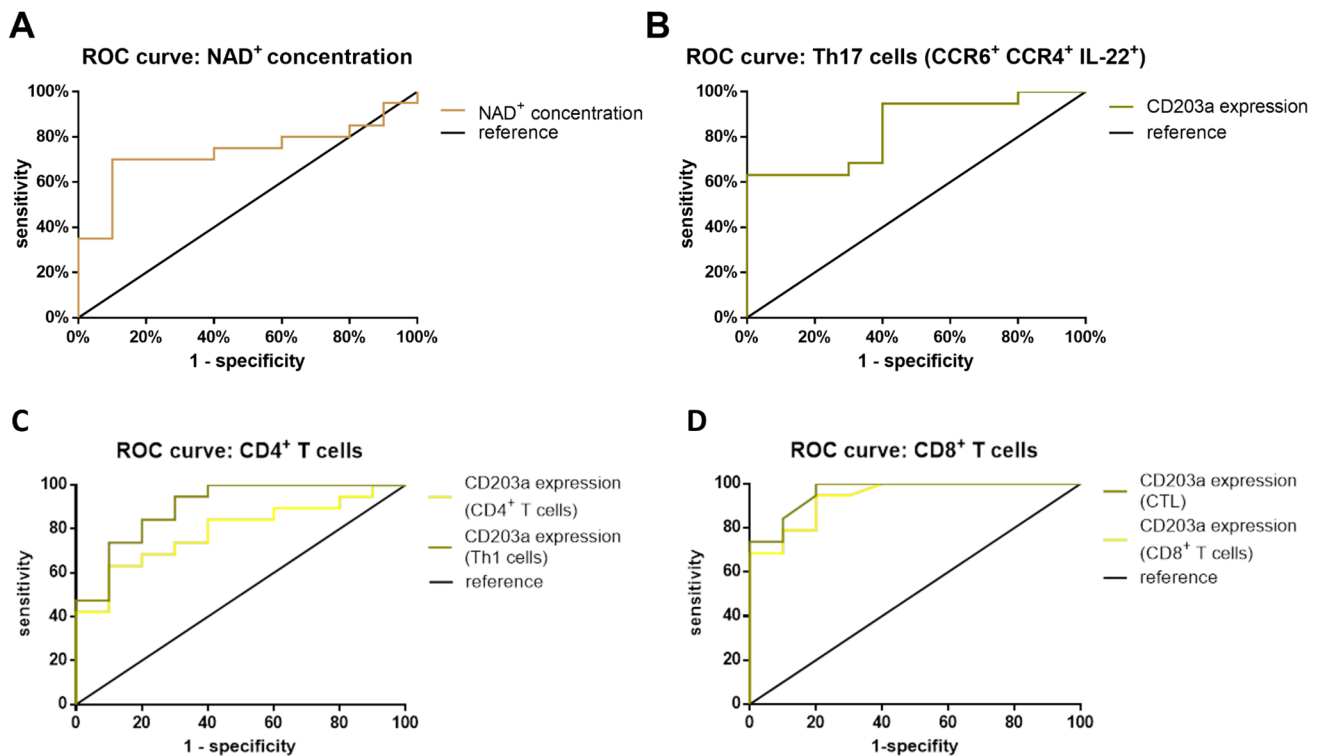 A
ROC curve: NAD⁺ concentration
100%
80%
60%
40%
20%
0%
sensitivity
0% 20% 40% 60% 80% 100%
1 - specificity
NAD⁺ concentration
reference
B
ROC curve: Th17 cells (CCR6⁺ CCR4⁺ IL-22⁺)
100%
80%
60%
40%
20%
0%
sensitivity
0% 20% 40% 60% 80% 100%
1 - specificity
CD203a expression
reference
C
ROC curve: CD4⁺ T cells
100
80
60
40
20
0
sensitivity
0 20 40 60 80 100
1 - specificity
CD203a expression
(CD4⁺ T cells)
CD203a expression
(Th1 cells)
reference
D
ROC curve: CD8⁺ T cells
100
80
60
40
20
0
sensitivity
0 20 40 60 80 100
1-specifity
CD203a expression
(CTL)
CD203a expression
(CD8⁺ T cells)
reference